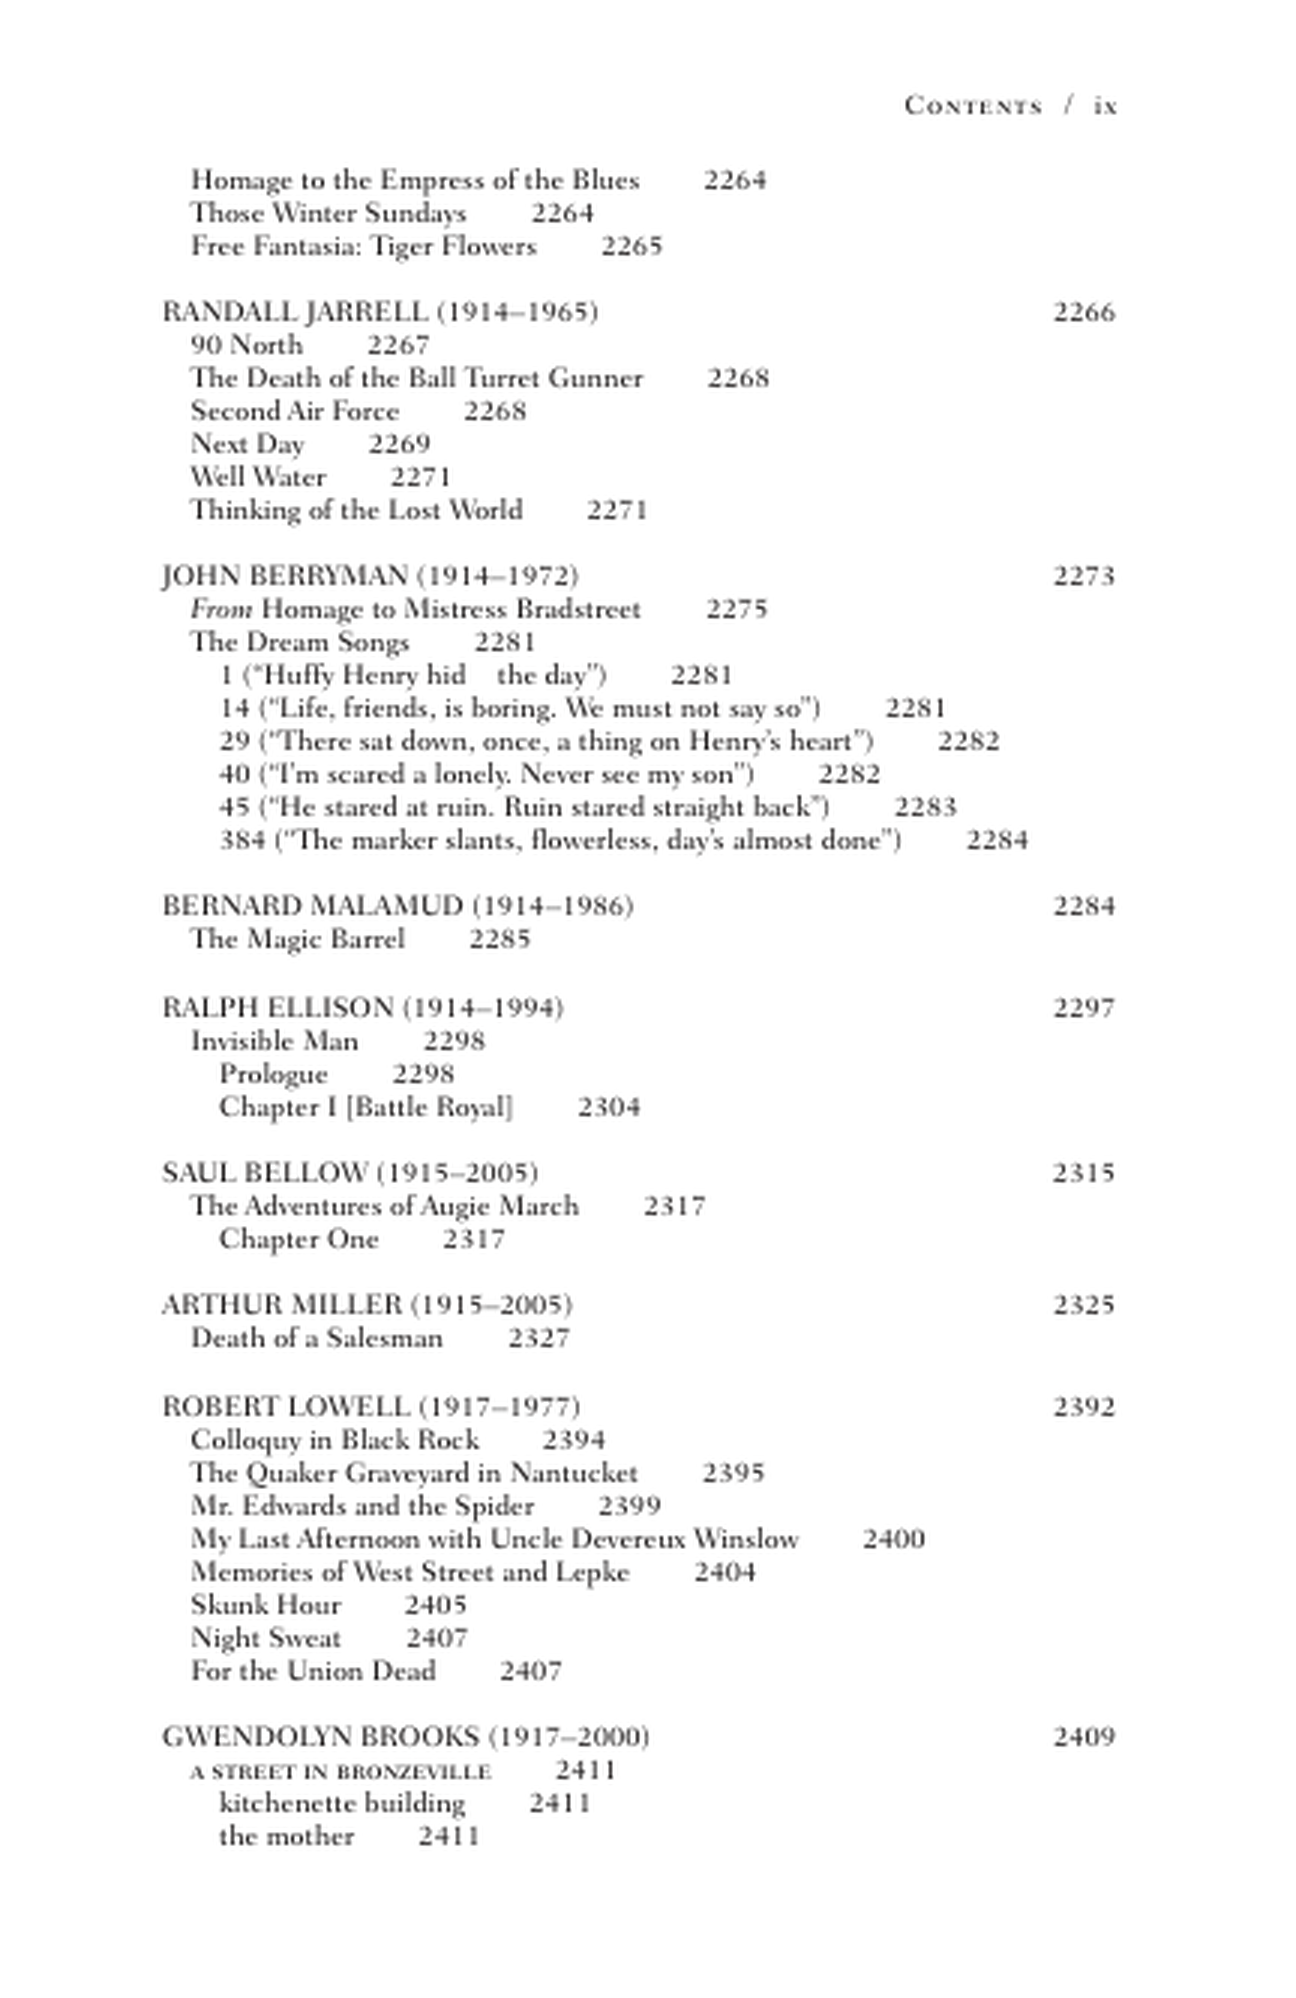 CONTENTS / ix
Homage to the Empress of the Blues 2264
Those Winter Sundays 2264
Free Fantasia: Tiger Flowers 2265
RANDALL JARRELL (1914–1965) 2266
90 North 2267
The Death of the Ball Turret Gunner 2268
Second Air Force 2268
Next Day 2269
Well Water 2271
Thinking of the Lost World 2271
JOHN BERRYMAN (1914–1972) 2273
From Homage to Mistress Bradstreet 2275
The Dream Songs 2281
1 (“Huffy Henry hid the day”) 2281
14 (“Life, friends, is boring. We must not say so”) 2281
29 (“There sat down, once, a thing on Henry’s heart”) 2282
40 (“I’m scared a lonely. Never see my son”) 2282
45 (“He stared at ruin. Ruin stared straight back”) 2283
384 (“The marker slants, flowerless, day’s almost done”) 2284
BERNARD MALAMUD (1914–1986) 2284
The Magic Barrel 2285
RALPH ELLISON (1914–1994) 2297
Invisible Man 2298
Prologue 2298
Chapter I [Battle Royal] 2304
SAUL BELLOW (1915–2005) 2315
The Adventures of Augie March 2317
Chapter One 2317
ARTHUR MILLER (1915–2005) 2325
Death of a Salesman 2327
ROBERT LOWELL (1917–1977) 2392
Colloquy in Black Rock 2394
The Quaker Graveyard in Nantucket 2395
Mr. Edwards and the Spider 2399
My Last Afternoon with Uncle Devereux Winslow 2400
Memories of West Street and Lepke 2404
Skunk Hour 2405
Night Sweat 2407
For the Union Dead 2407
GWENDOLYN BROOKS (1917–2000) 2409
A STREET IN BRONZEVILLE 2411
kitchenette building 2411
the mother 2411